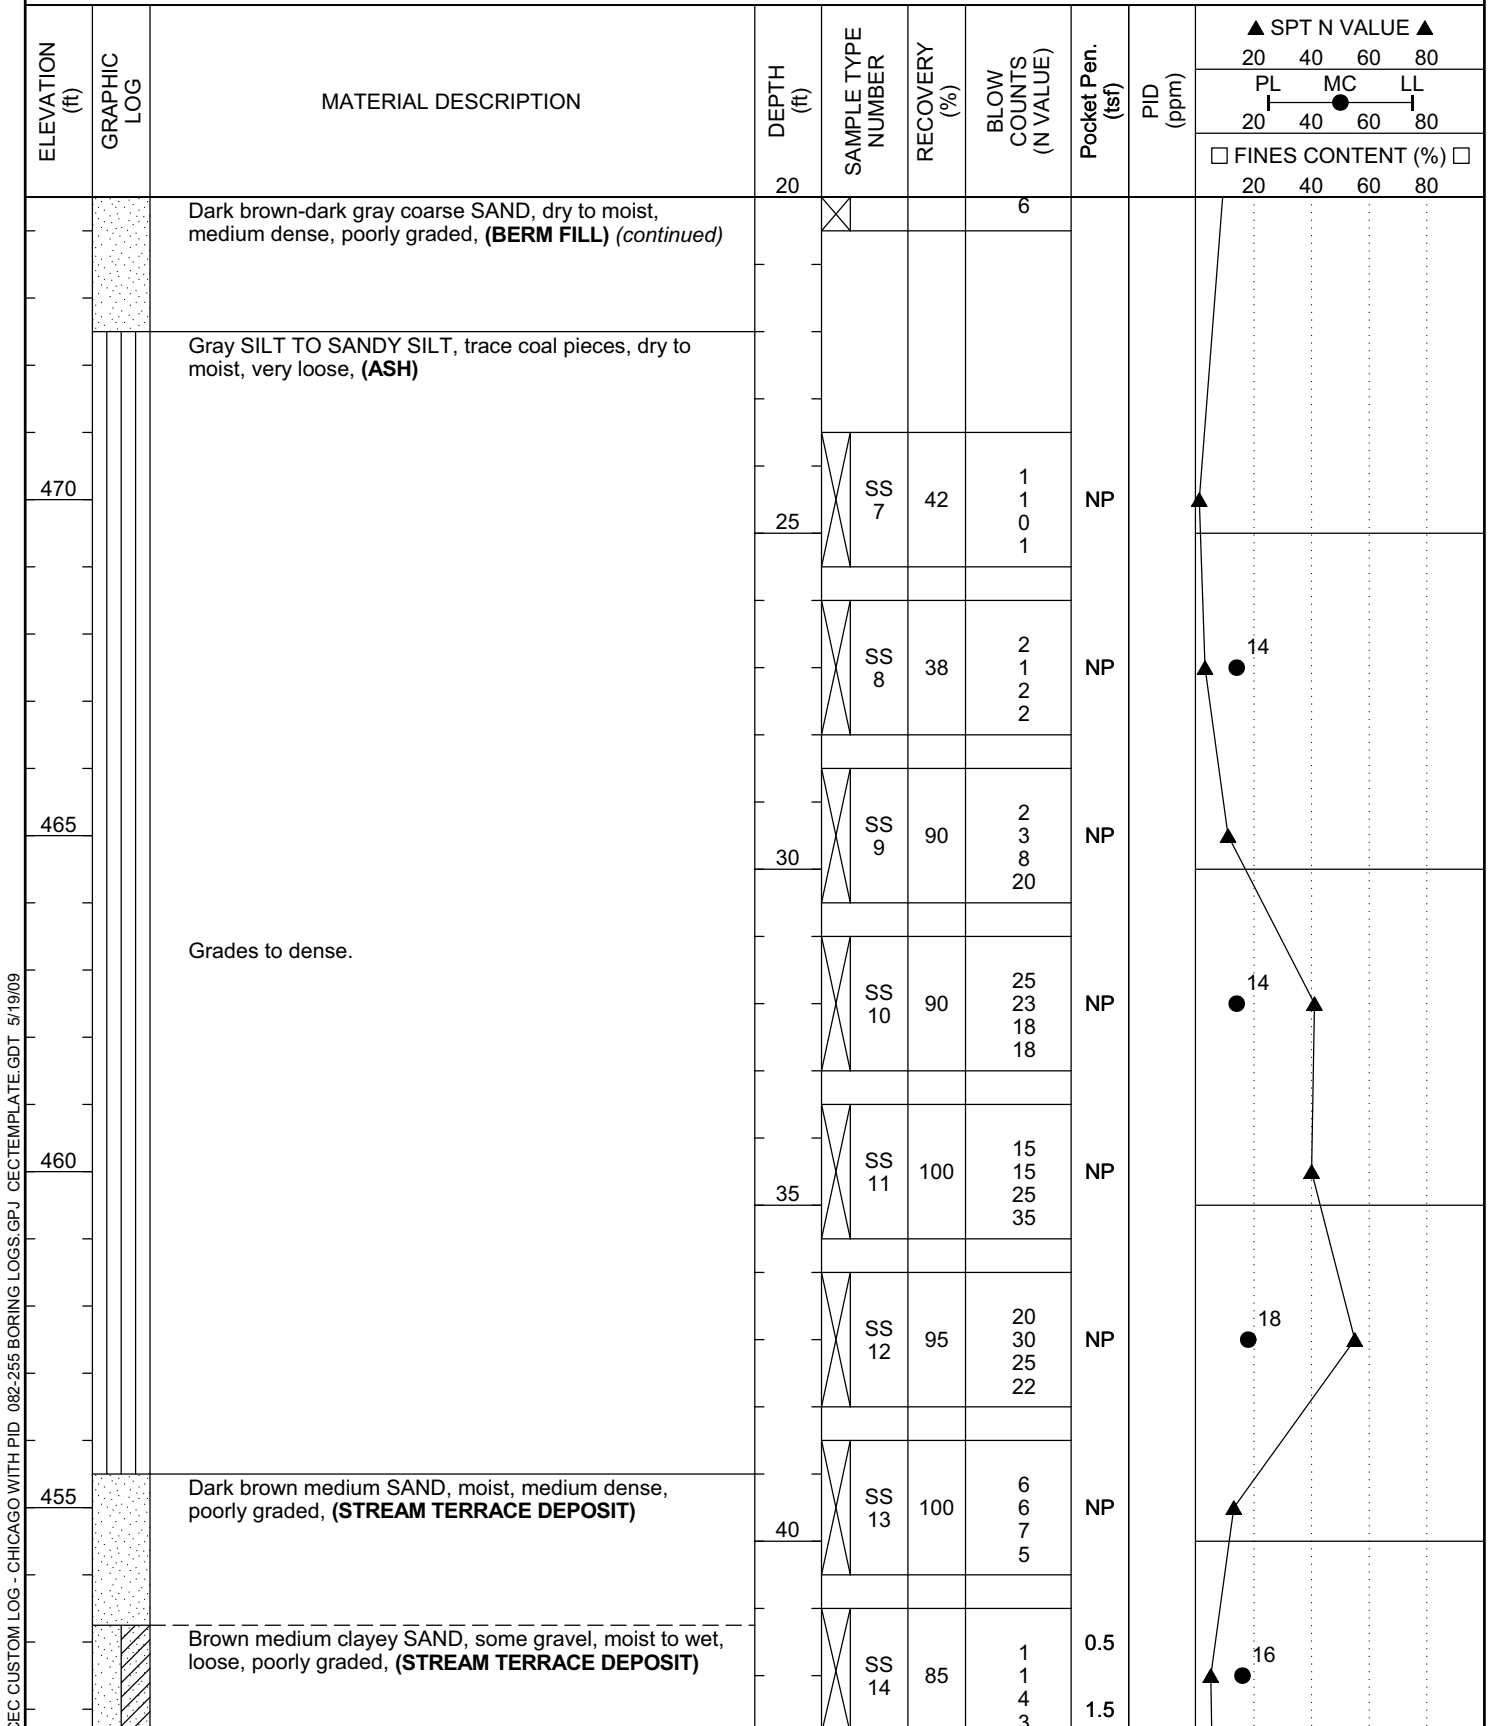 ELEVATION
(ft)
GRAPHIC
LOG
MATERIAL DESCRIPTION
DEPTH
(ft)
SAMPLE TYPE
NUMBER
RECOVERY
(%)
BLOW
COUNTS
(N VALUE)
Pocket Pen.
(tsf)
PID
(ppm)
▲ SPT N VALUE ▲
20 40 60 80
PL MC LL
20 40 60 80
□ FINES CONTENT (%) □
20 40 60 80
20
Dark brown-dark gray coarse SAND, dry to moist,
medium dense, poorly graded, (BERM FILL) (continued)
6
Gray SILT TO SANDY SILT, trace coal pieces, dry to
moist, very loose, (ASH)
470
25
SS
7
42
1
1
0
1
NP
SS
8
38
2
1
2
2
NP
14
465
30
SS
9
90
2
3
8
20
NP
Grades to dense.
SS
10
90
25
23
18
18
NP
14
460
35
SS
11
100
15
15
25
35
NP
SS
12
95
20
30
25
22
NP
18
Dark brown medium SAND, moist, medium dense,
poorly graded, (STREAM TERRACE DEPOSIT)
455
40
SS
13
100
6
6
7
5
NP
Brown medium clayey SAND, some gravel, moist to wet,
loose, poorly graded, (STREAM TERRACE DEPOSIT)
SS
14
85
1
1
4
3
0.5
1.5
16
CEC CUSTOM LOG - CHICAGO WITH PID 082-255 BORING LOGS.GPJ CECTEMPLATE.GDT 5/19/09